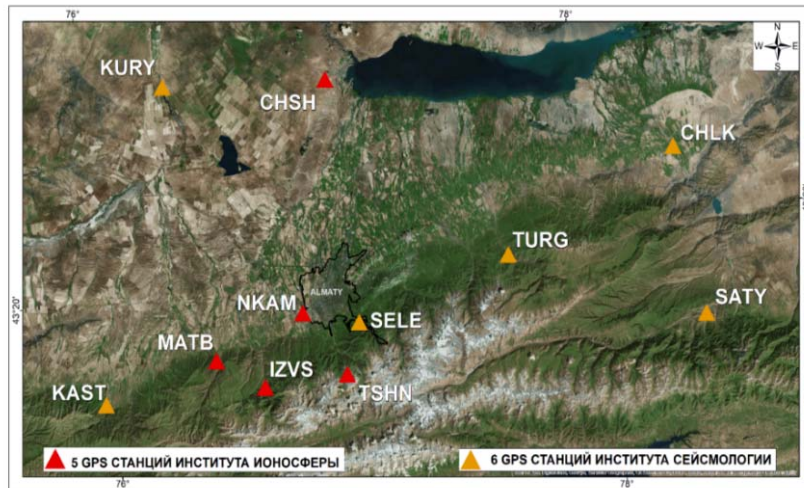 76°
78°
N
W E
S
KURY
CHSH
CHLK
TURG
ALMATY
NKAM
SELE
SATY
43°20'
MATB
IZVS
TSHN
KAST
5 GPS СТАНЦИЙ ИНСТИТУТА ИОНОСФЕРЫ
6 GPS СТАНЦИЙ ИНСТИТУТА СЕЙСМОЛОГИИ
76°
78°